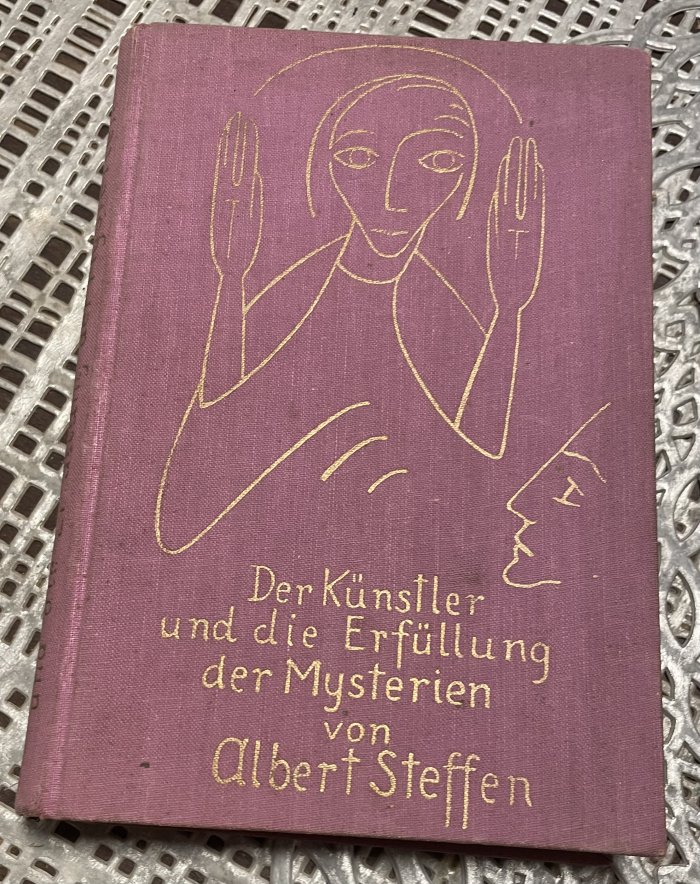 Der Künstler
und die Erfüllung
der Mysterien
von
Albert Steffen